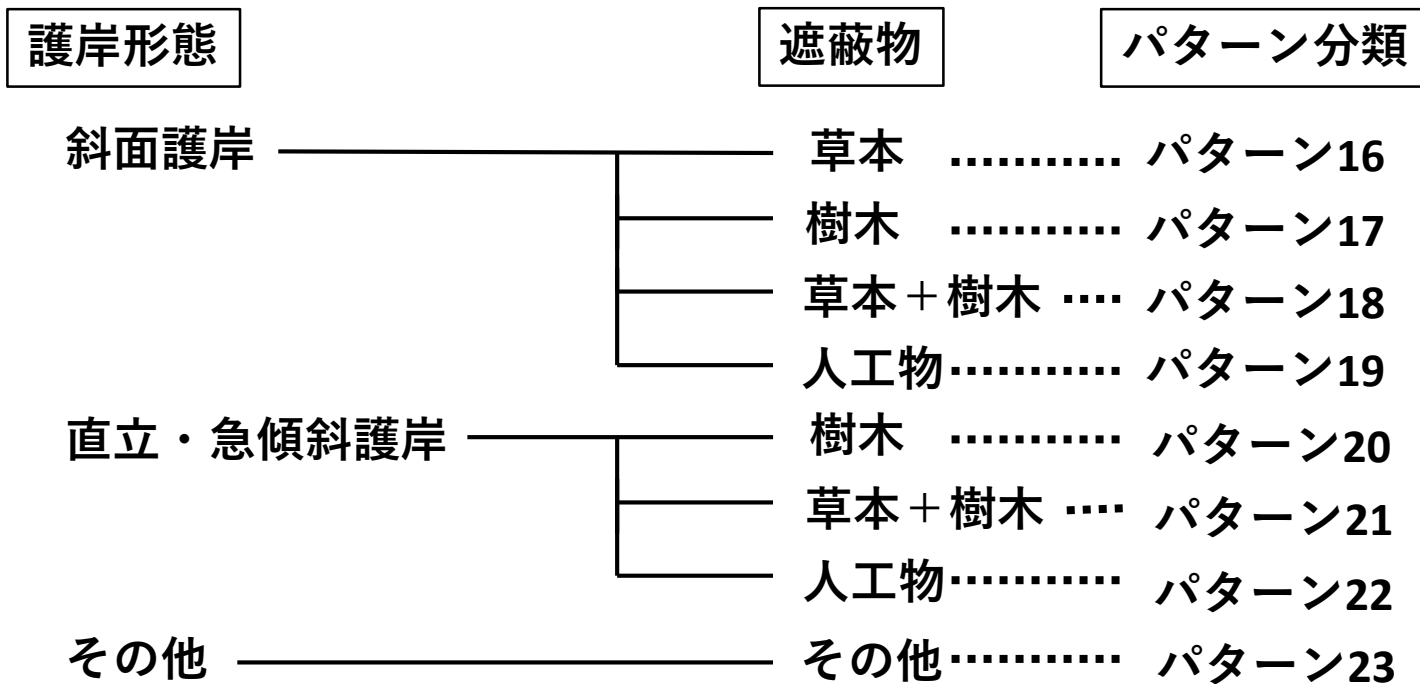 護岸形態 遮蔽物 パターン分類
斜面護岸 草本 ........... パターン16
樹木 ........... パターン17
草本＋樹木 .... パターン18
人工物........... パターン19
直立・急傾斜護岸 樹木 ........... パターン20
草本＋樹木 .... パターン21
人工物........... パターン22
その他 その他........... パターン23